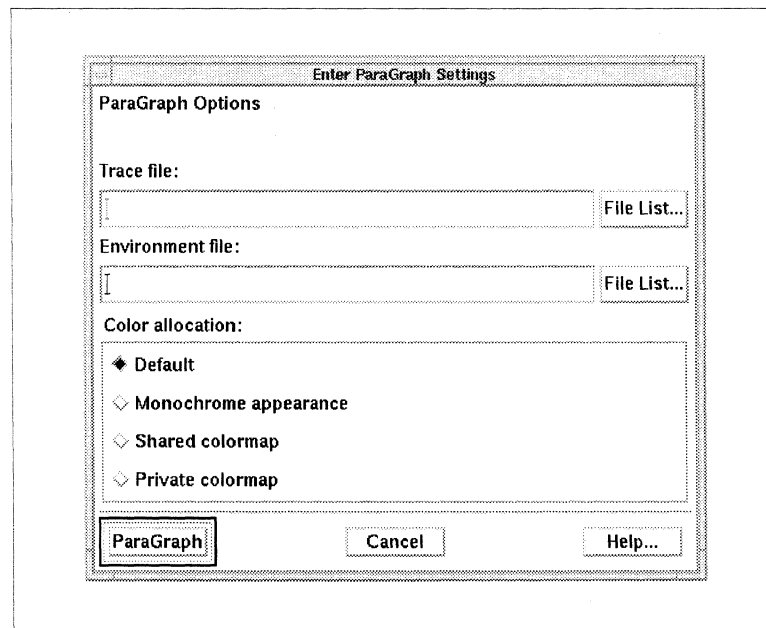 Enter ParaGraph Settings
ParaGraph Options
Trace file:
File List...
Environment file:
File List...
Color allocation:
Default
Monochrome appearance
Shared colormap
Private colormap
ParaGraph Cancel Help...